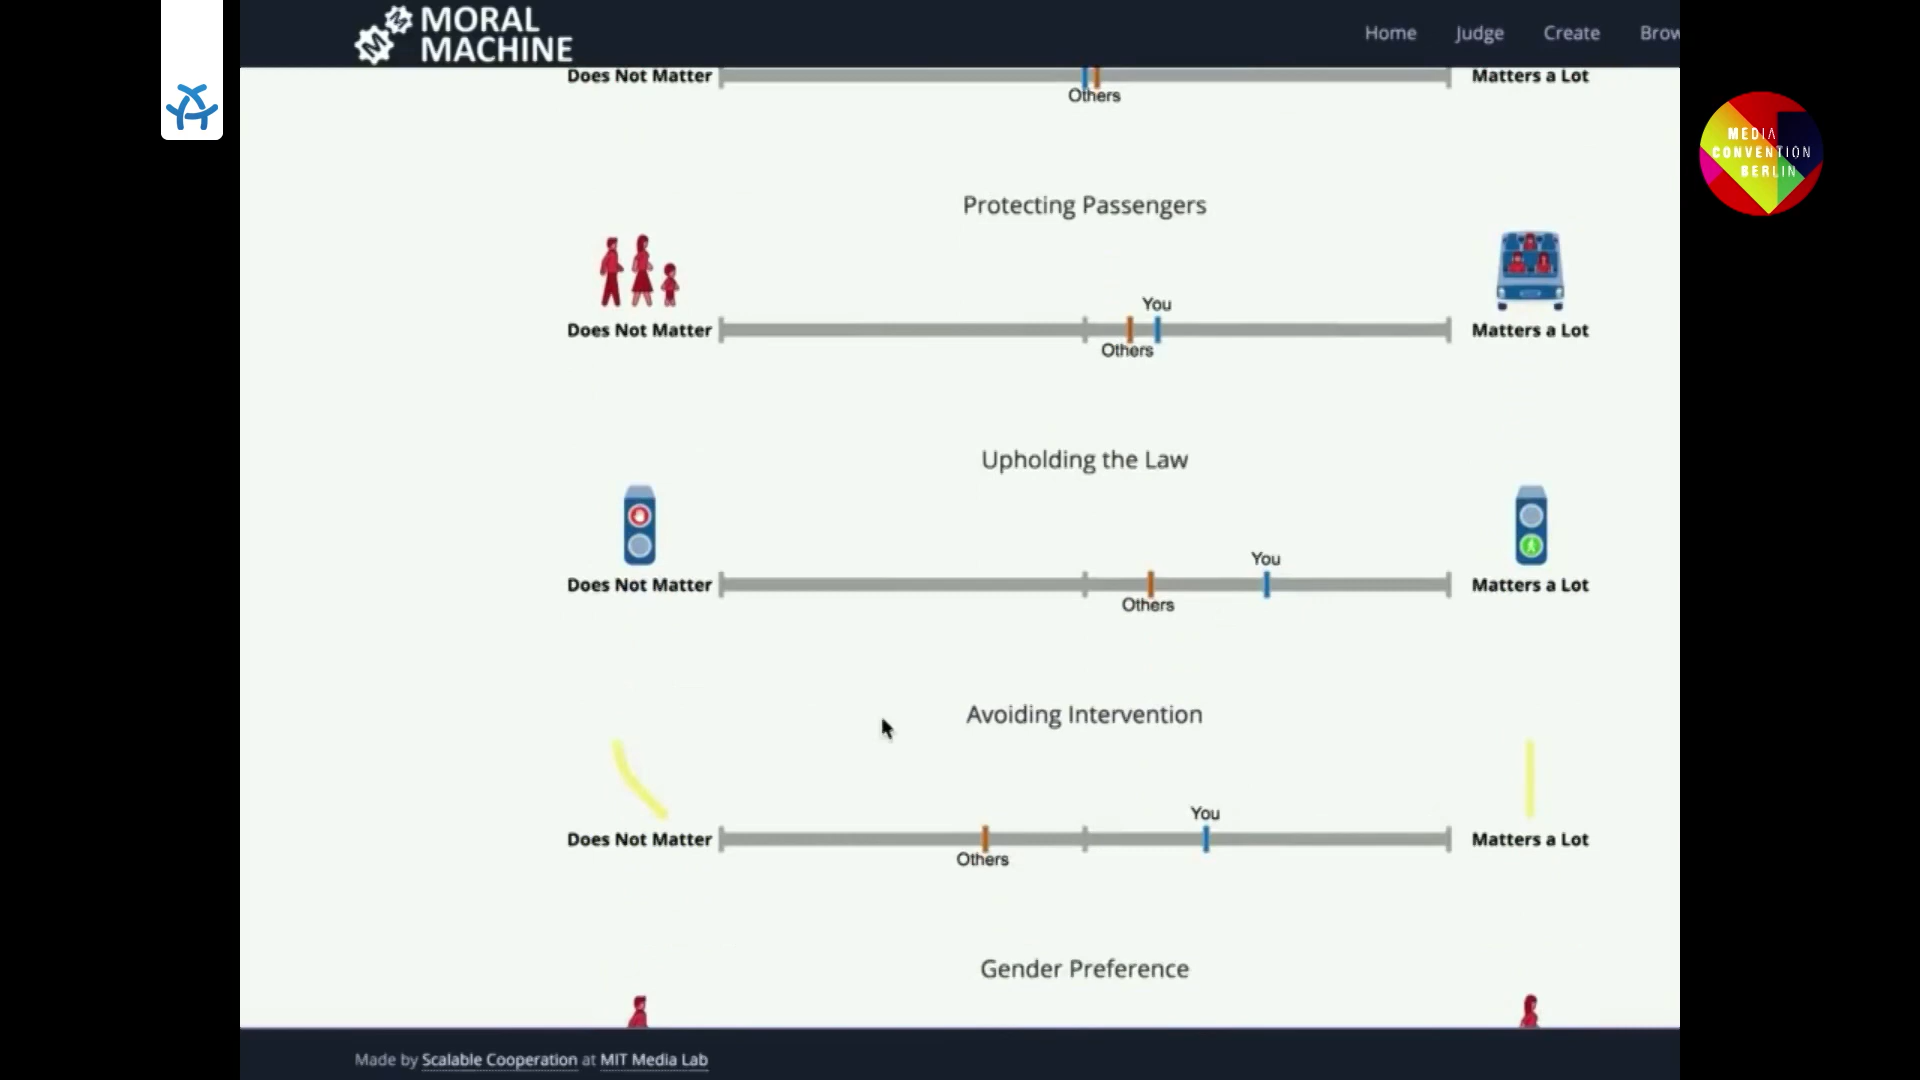 MORAL
MACHINE
Home Judge Create Brow
Does Not Matter Matters a Lot
Others
MEDIA
CONVENTION
BERLIN
Protecting Passengers
You
Does Not Matter Matters a Lot
Others
Upholding the Law
You
Does Not Matter Matters a Lot
Others
Avoiding Intervention
You
Does Not Matter Matters a Lot
Others
Gender Preference
Made by Scalable Cooperation at MIT Media Lab